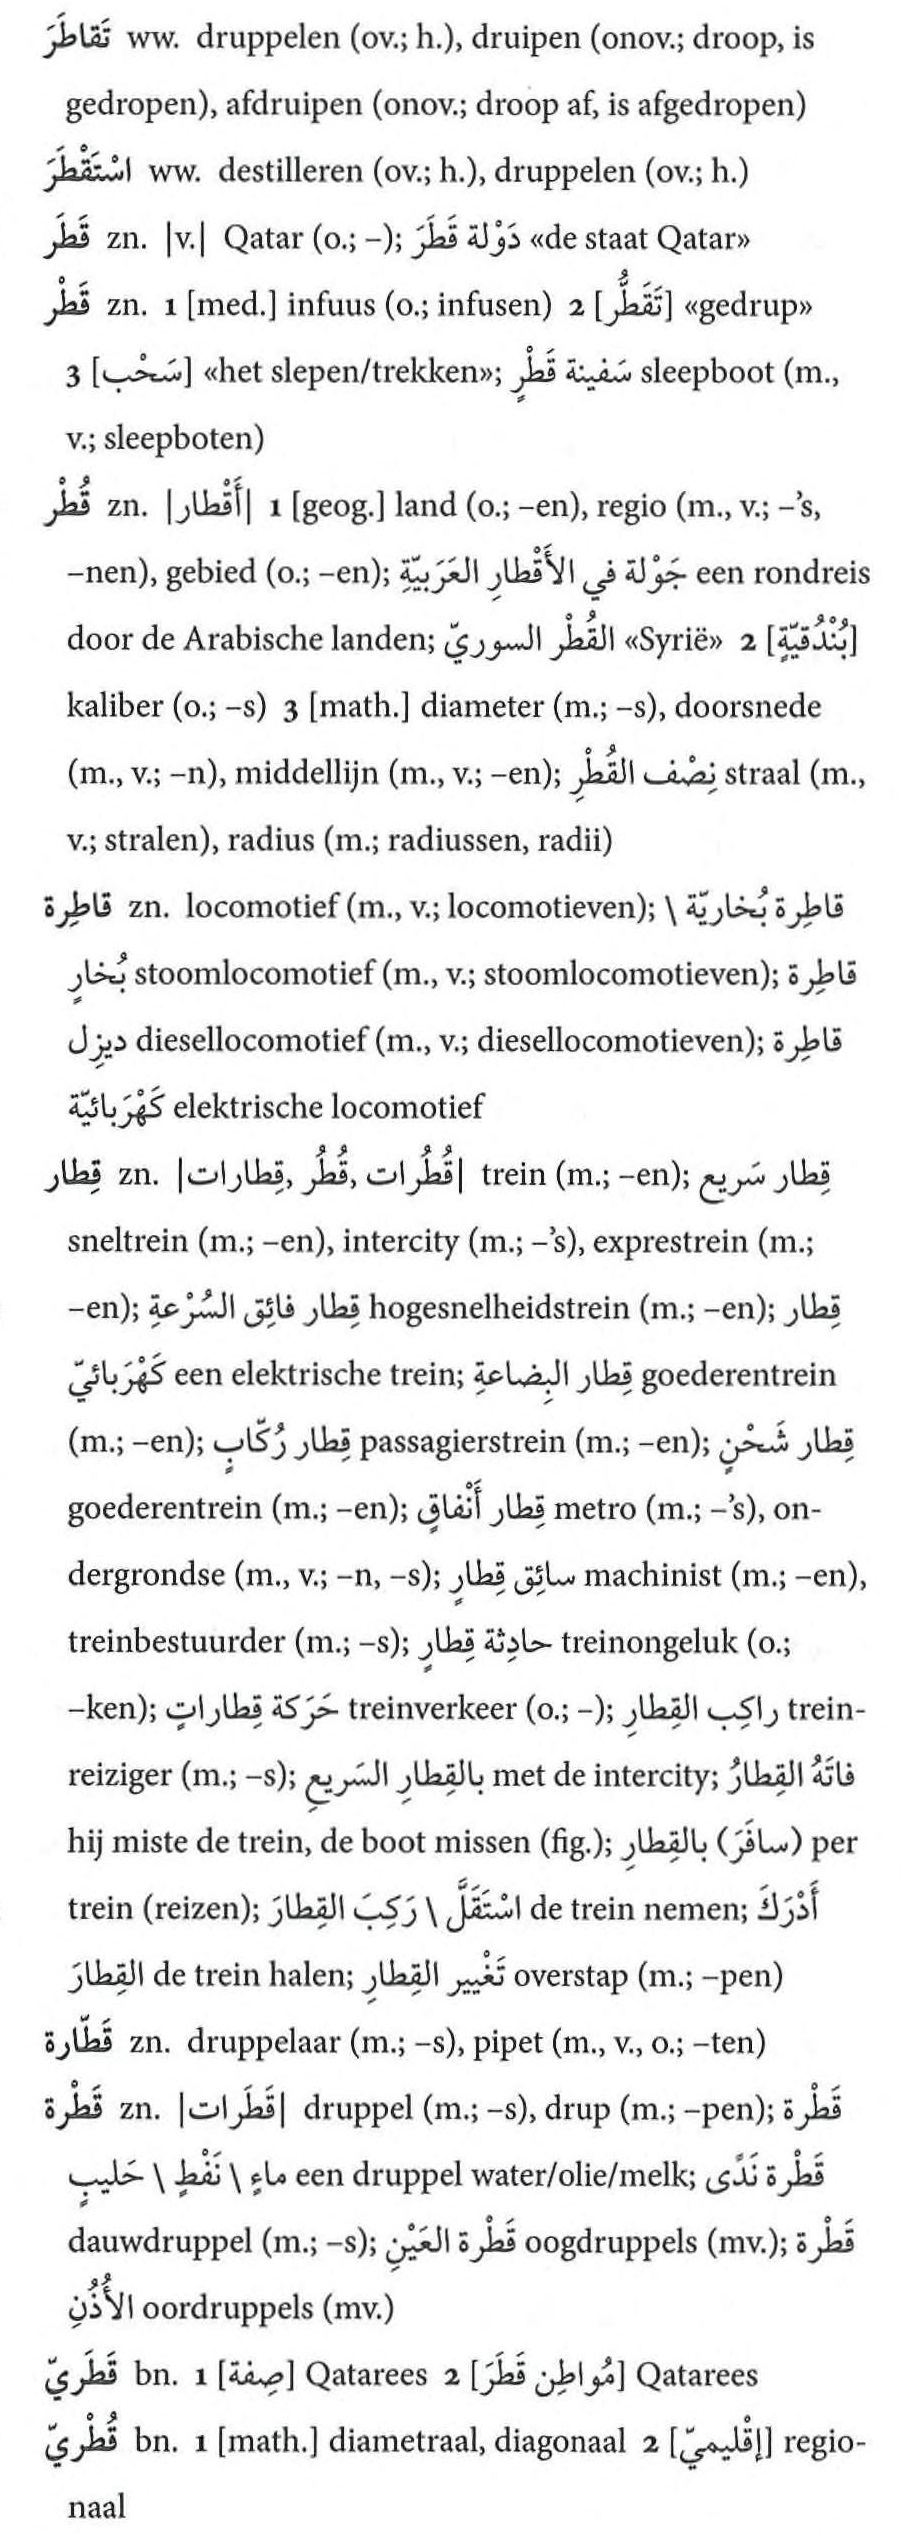 تَقاطَرَ ww. druppelen (ov.; h.), druipen (onov.; droop, is
gedropen), afdruipen (onov.; droop af, is afgedropen)
اسْتَقْطَرَ ww. destilleren (ov.; h.), druppelen (ov.; h.)
قَطَر zn. |v.| Qatar (o.; –); دَوْلة قَطَرَ «de staat Qatar»
قَطْر zn. 1 [med.] infuus (o.; infusen) 2 [تَقَطُّر] «gedrup»
3 [سَحْب] «het slepen/trekken»; سَفينة قَطْرٍ sleepboot (m.,
v.; sleepboten)
قُطْر zn. |أَقْطار| 1 [geog.] land (o.; –en), regio (m., v.; –’s,
–nen), gebied (o.; –en); جَوْلة في الأَقْطارِ العَرَبيّةِ een rondreis
door de Arabische landen; القُطْر السوريّ «Syrië» 2 [بُنْدُقيّةٍ]
kaliber (o.; –s) 3 [math.] diameter (m.; –s), doorsnede
(m., v.; –n), middellijn (m., v.; –en); نِصْف القُطْرِ straal (m.,
v.; stralen), radius (m.; radiussen, radii)
قاطِرة zn. locomotief (m., v.; locomotieven); قاطِرة بُخاريّة \
بُخارٍ stoomlocomotief (m., v.; stoomlocomotieven); قاطِرة
ديزِل diesellocomotief (m., v.; diesellocomotieven); قاطِرة
كَهْرَبائيّة elektrische locomotief
قِطار zn. |قُطُرات ,قُطُر ,قِطارات| trein (m.; –en); قِطار سَريع
sneltrein (m.; –en), intercity (m.; –’s), exprestrein (m.;
–en); قِطار فائِق السُرْعةِ hogesnelheidstrein (m.; –en); قِطار
كَهْرَبائيّ een elektrische trein; قِطار البِضاعةِ goederentrein
(m.; –en); قِطار رُكّابٍ passagierstrein (m.; –en); قِطار شَحْنٍ
goederentrein (m.; –en); قِطار أَنْفاقٍ metro (m.; –’s), on-
dergrondse (m., v.; –n, –s); سائِق قِطارٍ machinist (m.; –en),
treinbestuurder (m.; –s); حادِثة قِطارٍ treinongeluk (o.;
–ken); حَرَكة قِطاراتٍ treinverkeer (o.; –); راكِب القِطارِ trein-
reiziger (m.; –s); بالقِطارِ السَريعِ met de intercity; فاتَهُ القِطارُ
hij miste de trein, de boot missen (fig.); (سافَرَ) بالقِطارِ per
trein (reizen); اسْتَقَلَّ \ رَكِبَ القِطارَ de trein nemen; أَدْرَكَ
القِطارَ de trein halen; تَغْيير القِطارِ overstap (m.; –pen)
قَطّارة zn. druppelaar (m.; –s), pipet (m., v., o.; –ten)
قَطْرة zn. |قَطَرات| druppel (m.; –s), drup (m.; –pen); قَطْرة
ماءٍ \ نَفْطٍ \ حَليبٍ een druppel water/olie/melk; قَطْرة نَدًى
dauwdruppel (m.; –s); قَطْرة العَيْنِ oogdruppels (mv.); قَطْرة
الأُذُنِ oordruppels (mv.)
قَطَريّ bn. 1 [صِفة] Qatarees 2 [مُواطِن قَطَرَ] Qatarees
قُطْريّ bn. 1 [math.] diametraal, diagonaal 2 [إقْليميّ] regio-
naal